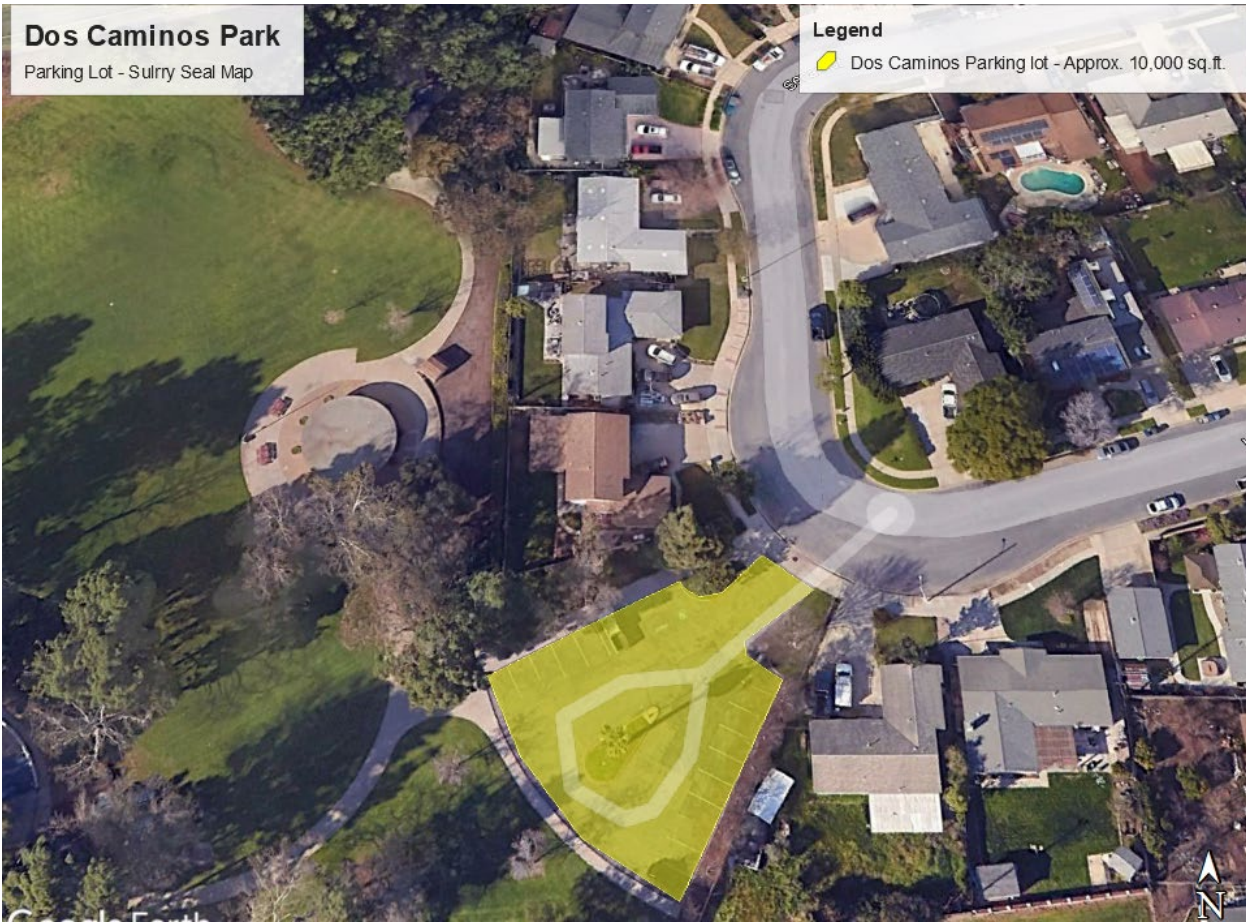 Dos Caminos Park
Parking Lot - Sulrry Seal Map
Legend
Dos Caminos Parking lot - Approx. 10,000 sq.ft.
Google Earth
N